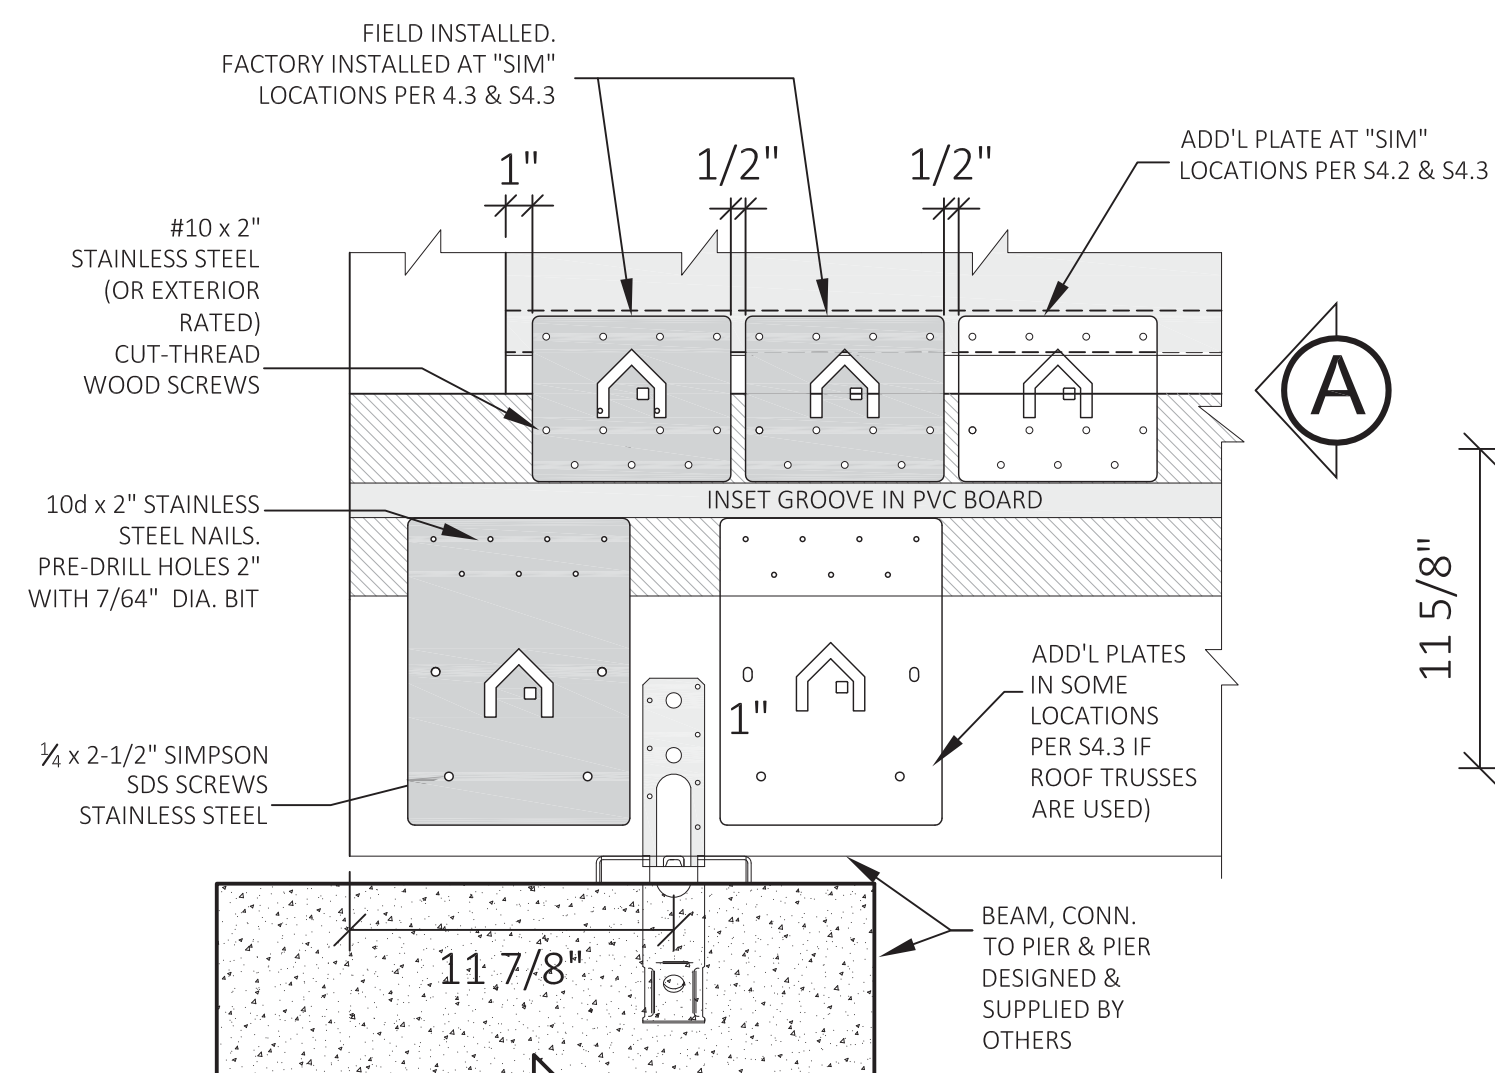 FIELD INSTALLED.
FACTORY INSTALLED AT "SIM"
LOCATIONS PER 4.3 & S4.3
ADD'L PLATE AT "SIM"
LOCATIONS PER S4.2 & S4.3
1"
1/2"
1/2"
#10 x 2"
STAINLESS STEEL
(OR EXTERIOR
RATED)
CUT-THREAD
WOOD SCREWS
A
INSET GROOVE IN PVC BOARD
10d x 2" STAINLESS
STEEL NAILS.
PRE-DRILL HOLES 2"
WITH 7/64" DIA. BIT
11 5/8"
1"
ADD'L PLATES
IN SOME
LOCATIONS
PER S4.3 IF
ROOF TRUSSES
ARE USED)
¼ x 2-1/2" SIMPSON
SDS SCREWS
STAINLESS STEEL
11 7/8"
BEAM, CONN.
TO PIER & PIER
DESIGNED &
SUPPLIED BY
OTHERS